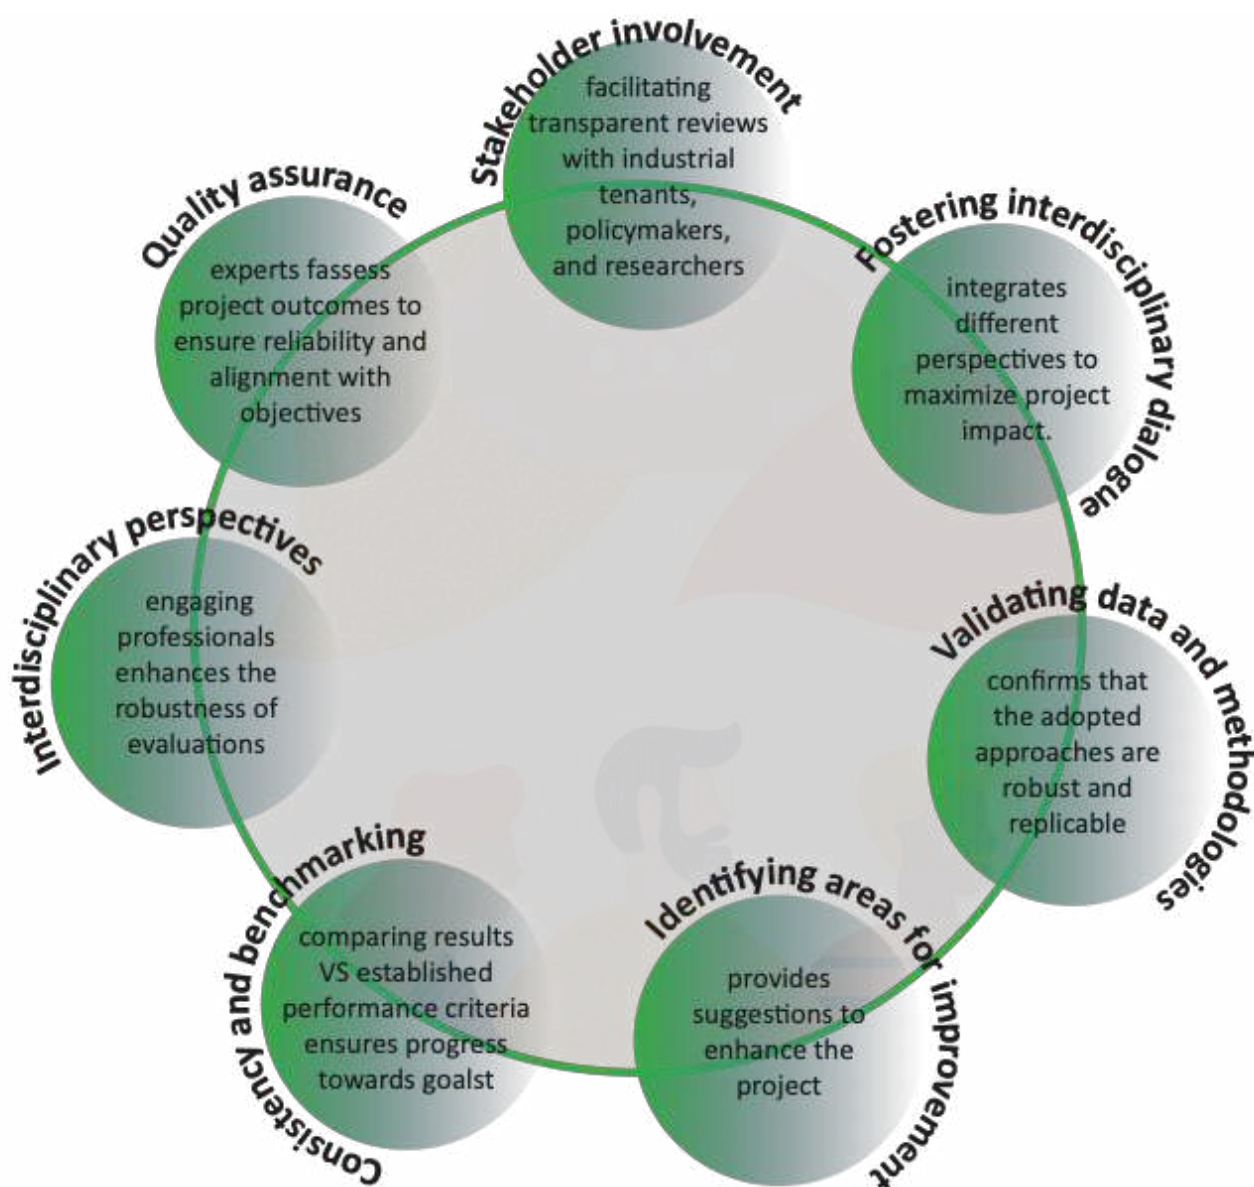 Stakeholder involvement
facilitating
transparent reviews
with industrial
tenants,
policymakers,
and researchers
Fostering interdisciplinary dialogue
integrates
different
perspectives to
maximize project
impact.
Validating data and methodologies
confirms that
the adopted
approaches are
robust and
replicable
Identifying areas for improvement
provides
suggestions to
enhance the
project
Consistency and benchmarking
comparing results
VS established
performance criteria
ensures progress
towards goalst
Interdisciplinary perspectives
engaging
professionals
enhances the
robustness of
evaluations
Quality assurance
experts fassess
project outcomes to
ensure reliability and
alignment with
objectives